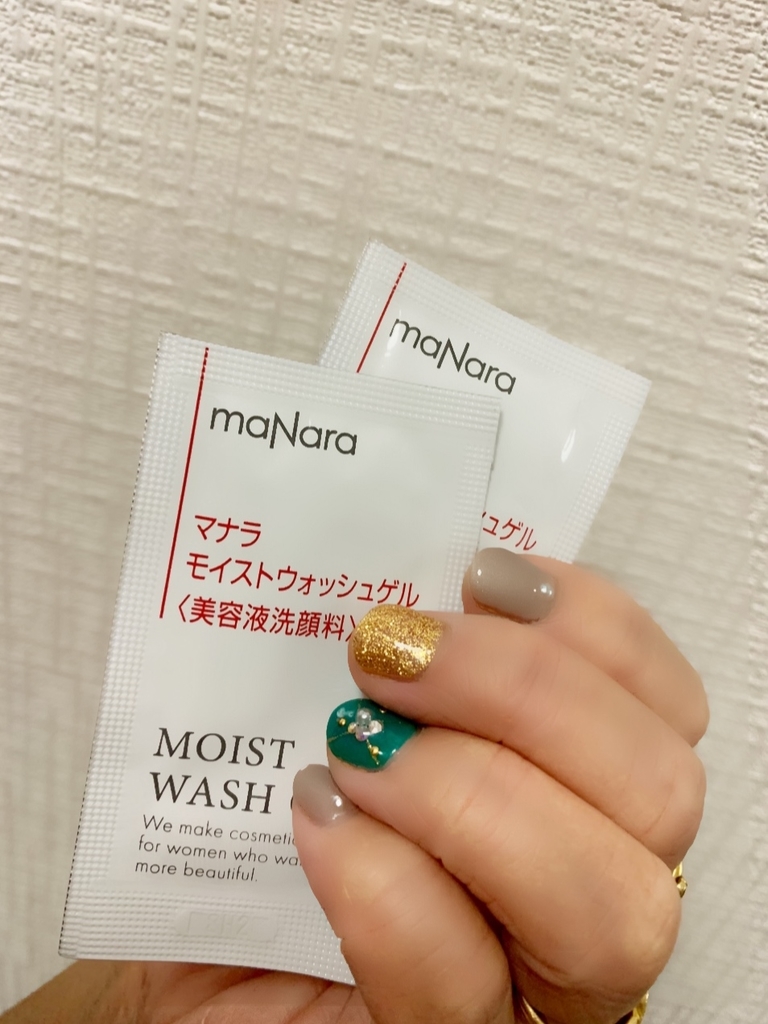 maNara
マナラ
モイストウォッシュゲル
〈美容液洗顔料〉
MOIST
WASH
We make cosmetic
for women who
more beautiful.
maNara
ュゲル